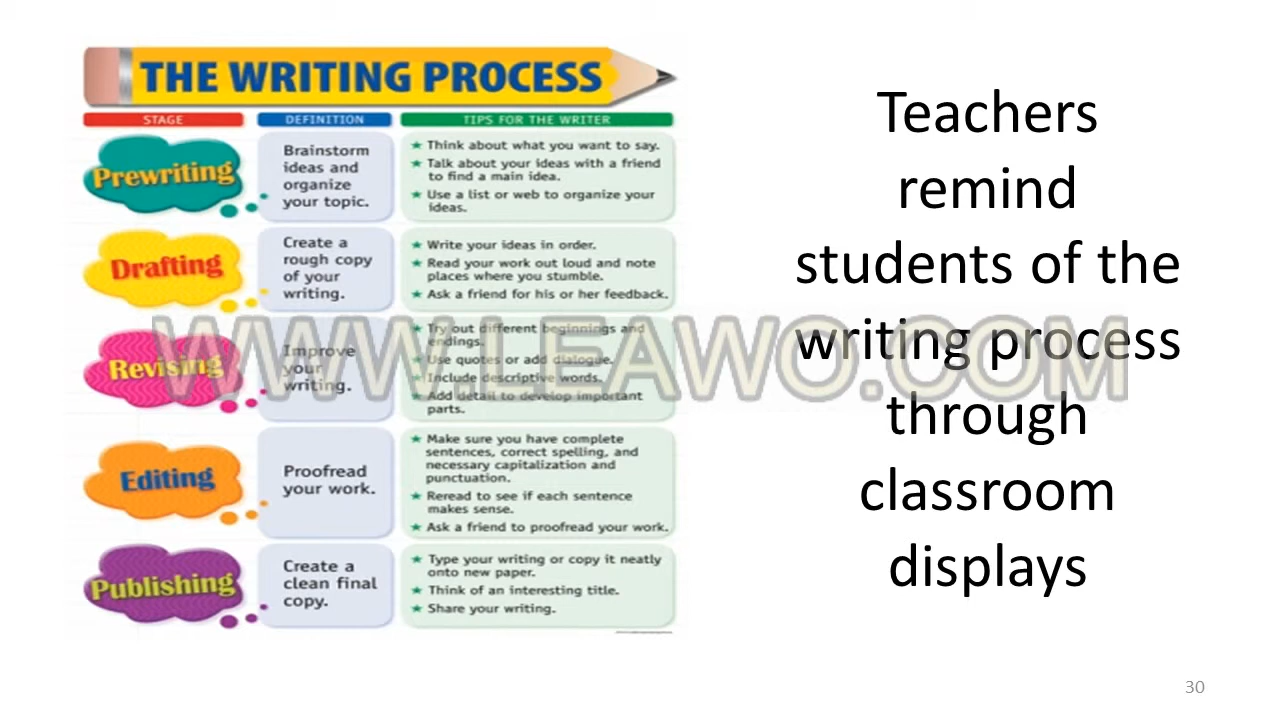 THE WRITING PROCESS
STAGE
DEFINITION
TIPS FOR THE WRITER
Prewriting
Brainstorm
ideas and
organize
your topic.
★ Think about what you want to say.
★ Talk about your ideas with a friend
to find a main idea.
★ Use a list or web to organize your
ideas.
Drafting
Create a
rough copy
of your
writing.
★ Write your ideas in order.
★ Read your work out loud and note
places where you stumble.
★ Ask a friend for his or her feedback.
Revising
Improve
your
writing.
★ Try out different beginnings and
endings.
★ Use quotes or add dialogue.
★ Include descriptive words.
★ Add detail to develop important
parts.
Editing
Proofread
your work.
★ Make sure you have complete
sentences, correct spelling, and
necessary capitalization and
punctuation.
★ Reread to see if each sentence
makes sense.
★ Ask a friend to proofread your work.
Publishing
Create a
clean final
copy.
★ Type your writing or copy it neatly
onto new paper.
★ Think of an interesting title.
★ Share your writing.
Teachers
remind
students of the
writing process
through
classroom
displays
WWW.LEAWO.COM
30